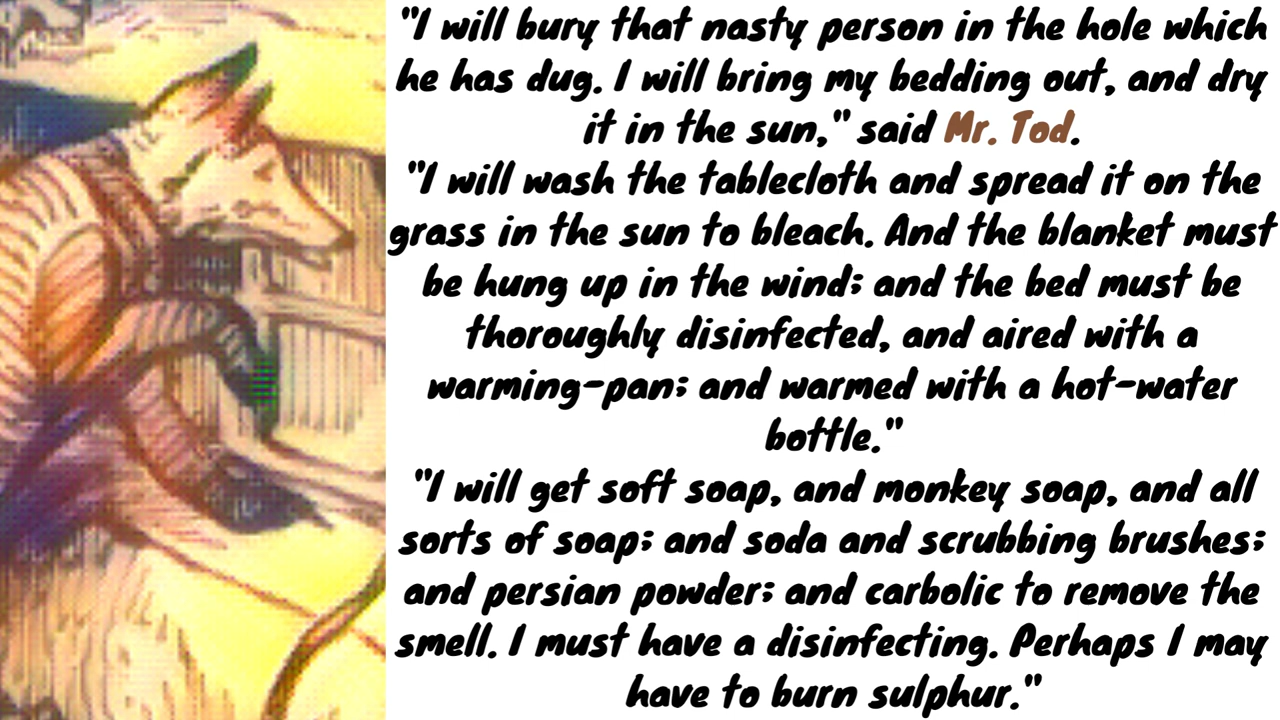 "I will bury that nasty person in the hole which
he has dug. I will bring my bedding out, and dry
it in the sun," said Mr. Tod.
"I will wash the tablecloth and spread it on the
grass in the sun to bleach. And the blanket must
be hung up in the wind; and the bed must be
thoroughly disinfected, and aired with a
warming-pan; and warmed with a hot-water
bottle."
"I will get soft soap, and monkey soap, and all
sorts of soap; and soda and scrubbing brushes;
and persian powder; and carbolic to remove the
smell. I must have a disinfecting. Perhaps I may
have to burn sulphur."